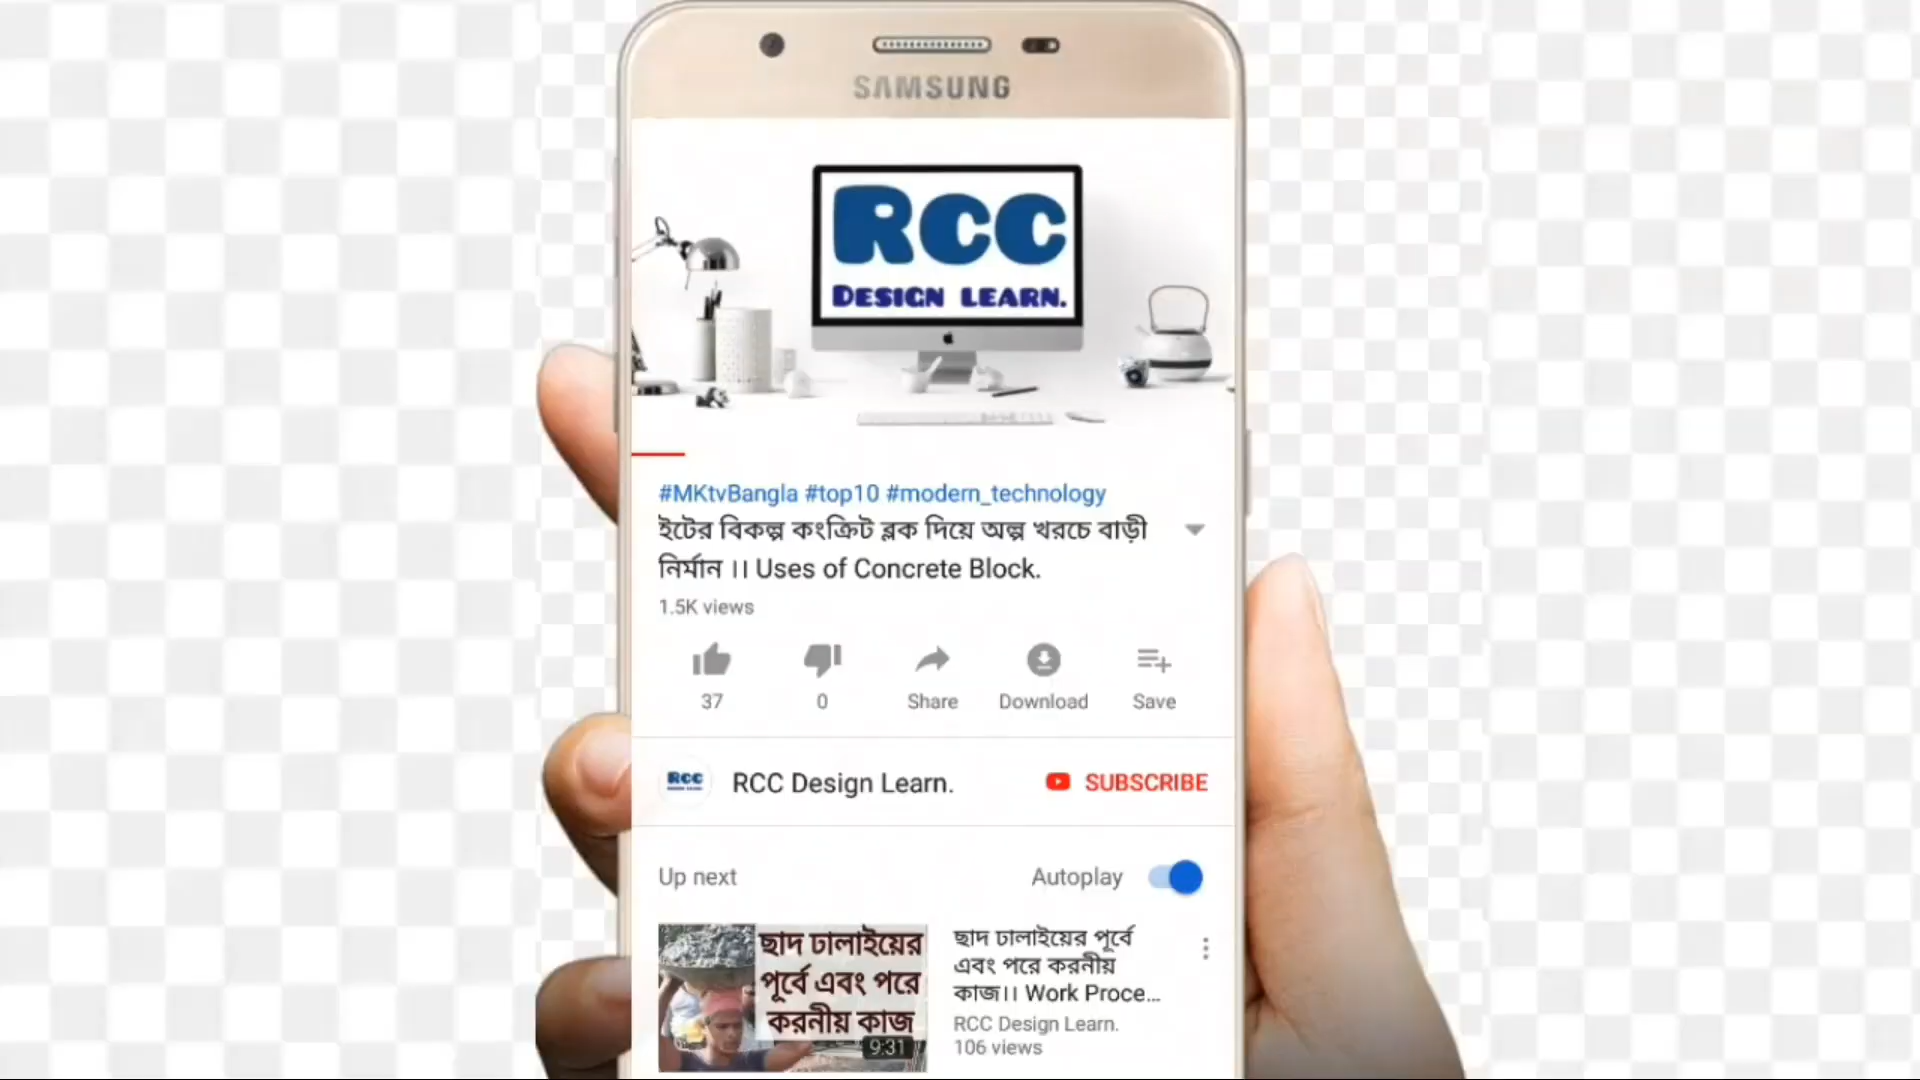 SAMSUNG
RCC
DESIGN LEARN.
#MKtvBangla #top10 #modern_technology
ইটের বিকল্প কংক্রিট ব্লক দিয়ে অল্প খরচে বাড়ী
নির্মান ।। Uses of Concrete Block.
1.5K views
37
0
Share
Download
Save
RCC
RCC Design Learn.
SUBSCRIBE
Up next
Autoplay
ছাদ ঢালাইয়ের
পূর্বে এবং পরে
করনীয় কাজ
9:31
ছাদ ঢালাইয়ের পূর্বে
এবং পরে করনীয়
কাজ।। Work Proce...
RCC Design Learn.
106 views